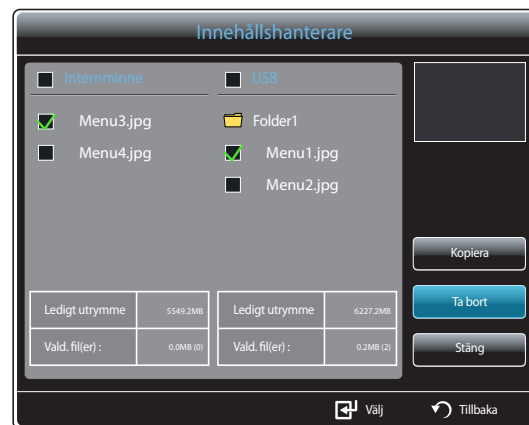 Innehållshanterare
Internminne
USB
Menu3.jpg
Menu4.jpg
Folder1
Menu1.jpg
Menu2.jpg
Ledigt utrymme 5549.2MB
Vald. fil(er) : 0.0MB (0)
Ledigt utrymme 6227.2MB
Vald. fil(er) : 0.2MB (2)
Kopiera
Ta bort
Stäng
Välj
Tillbaka